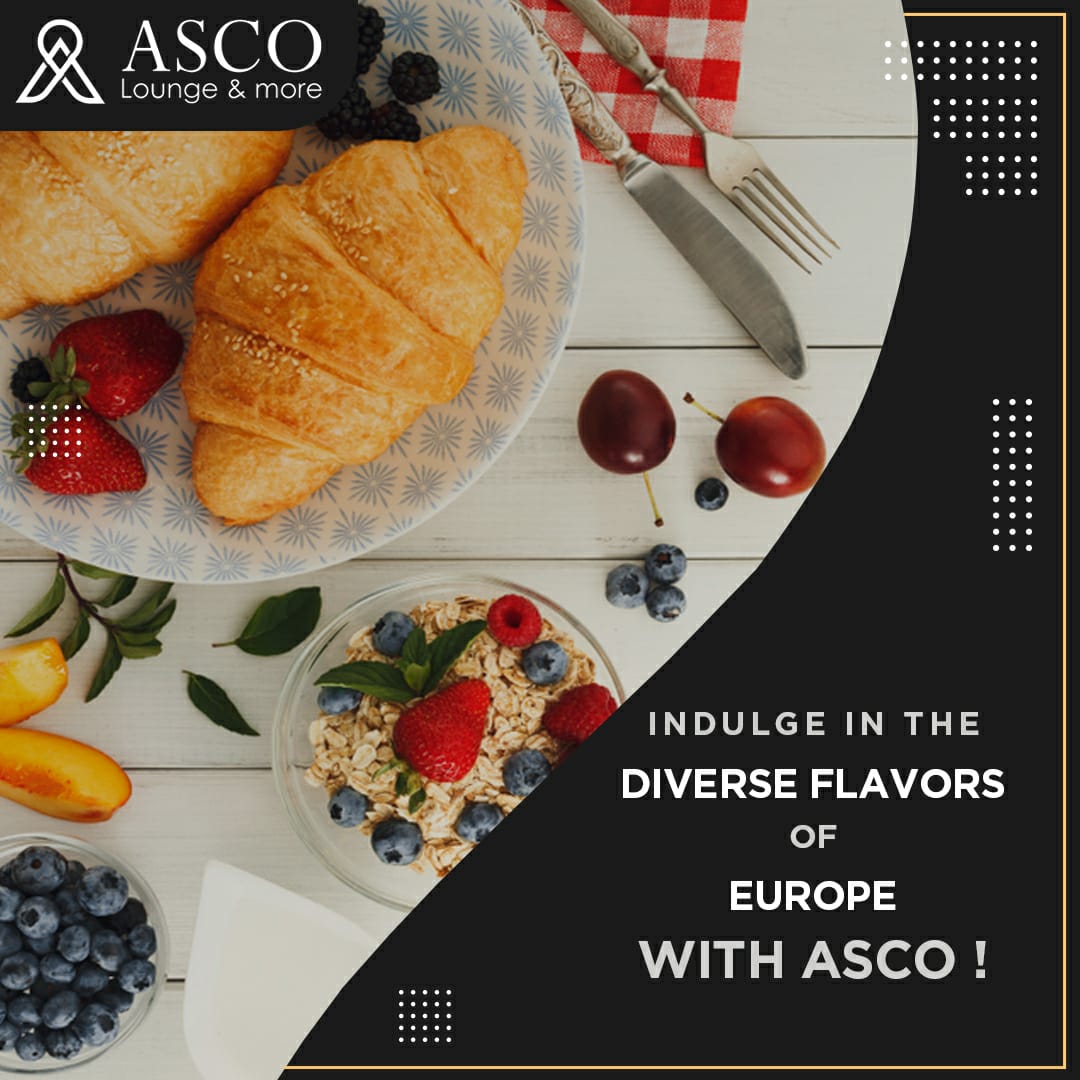 ASCO
Lounge & more
INDULGE IN THE
DIVERSE FLAVORS
OF
EUROPE
WITH ASCO !